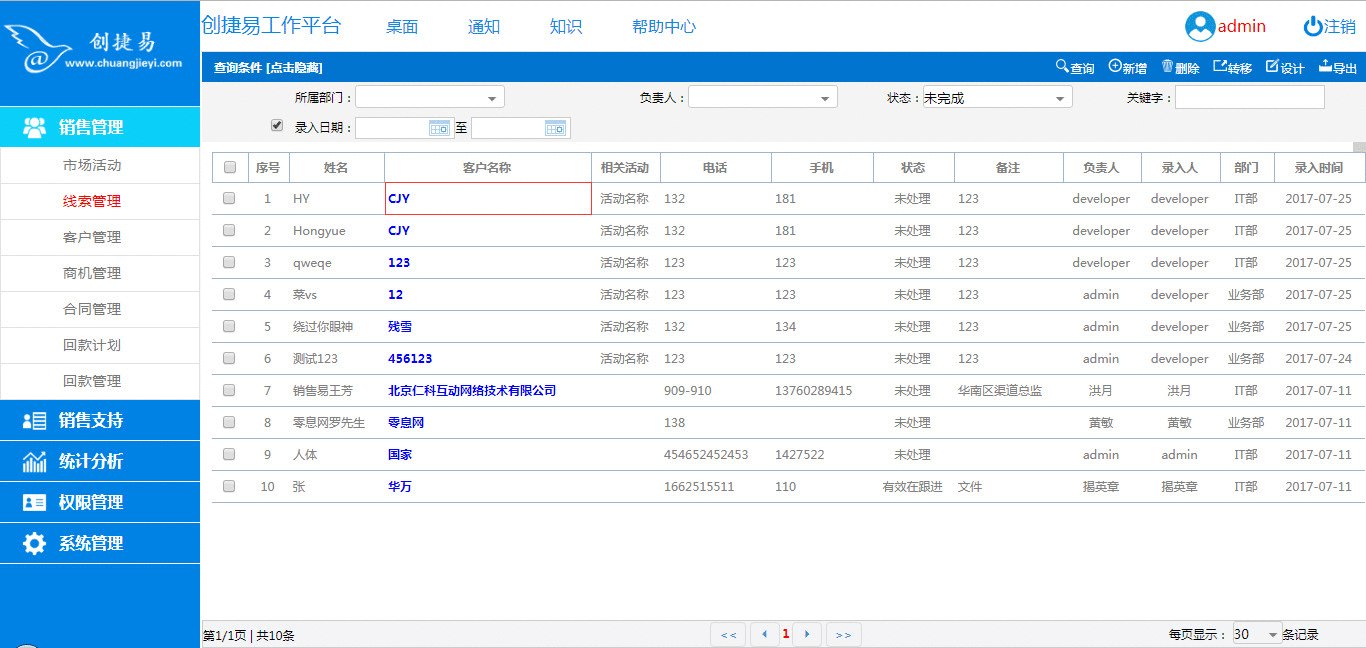 创捷易
www.chuangjieyi.com
创捷易工作平台 桌面 通知 知识 帮助中心 admin 注销
查询条件 [点击隐藏] 查询 新增 删除 转移 设计 导出
所属部门： 负责人： 状态：未完成 关键字：
录入日期： 至
销售管理
市场活动
线索管理
客户管理
商机管理
合同管理
回款计划
回款管理
销售支持
统计分析
权限管理
系统管理
序号 姓名 客户名称 相关活动 电话 手机 状态 备注 负责人 录入人 部门 录入时间
1 HY CJY 活动名称 132 181 未处理 123 developer developer IT部 2017-07-25
2 Hongyue CJY 活动名称 132 181 未处理 123 developer developer IT部 2017-07-25
3 qweqe 123 活动名称 123 123 未处理 123 developer developer IT部 2017-07-25
4 菜vs 12 活动名称 123 123 未处理 123 admin developer 业务部 2017-07-25
5 绕过你眼神 残雪 活动名称 132 134 未处理 123 admin developer 业务部 2017-07-25
6 测试123 456123 活动名称 123 123 未处理 123 admin developer 业务部 2017-07-24
7 销售易王芳 北京仁科互动网络技术有限公司 909-910 13760289415 未处理 华南区渠道总监 洪月 洪月 IT部 2017-07-11
8 零息网罗先生 零息网 138 未处理 黄敏 黄敏 业务部 2017-07-11
9 人体 国家 454652452453 1427522 未处理 admin admin IT部 2017-07-11
10 张 华万 1662515511 110 有效在跟进 文件 揭英章 揭英章 IT部 2017-07-11
第1/1页 | 共10条 << 1 >> 每页显示： 30 条记录